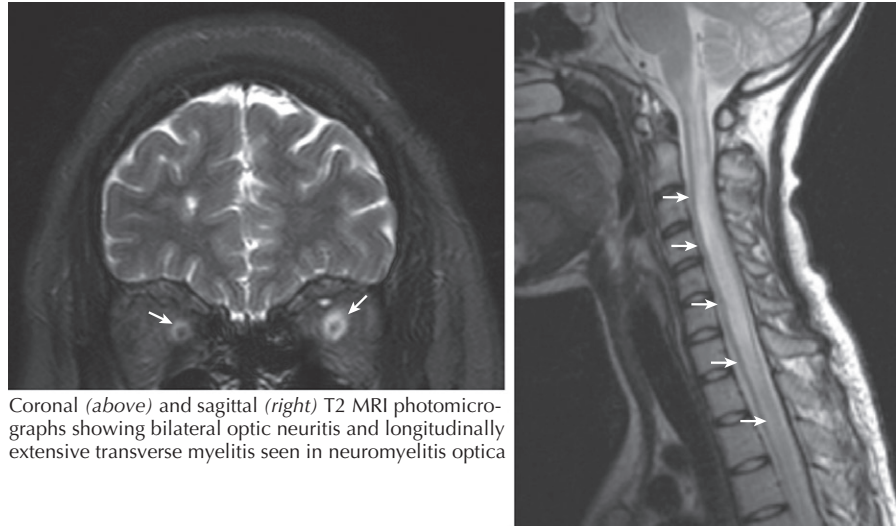 Coronal (above) and sagittal (right) T2 MRI photomicro-
graphs showing bilateral optic neuritis and longitudinally
extensive transverse myelitis seen in neuromyelitis optica